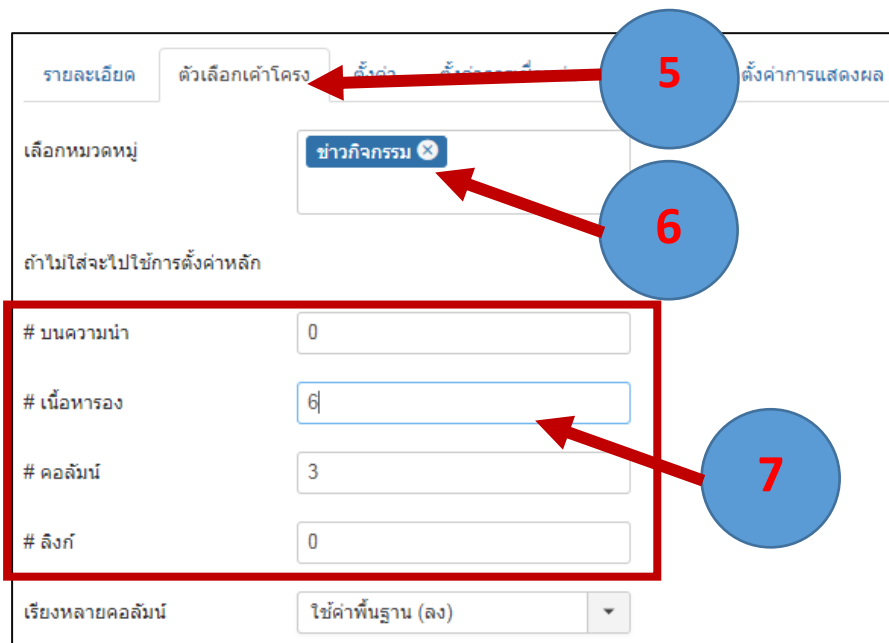 รายละเอียด ตัวเลือกเค้าโครง ตั้งค่า 5 ตั้งค่าการแสดงผล
เลือกหมวดหมู่ ข่าวกิจกรรม
6
ถ้าไม่ใส่จะไปใช้การตั้งค่าหลัก
# บนความนำ 0
# เนื้อหารอง 6
# คอลัมน์ 3
7
# ลิงก์ 0
เรียงหลายคอลัมน์ ใช้ค่าพื้นฐาน (ลง)